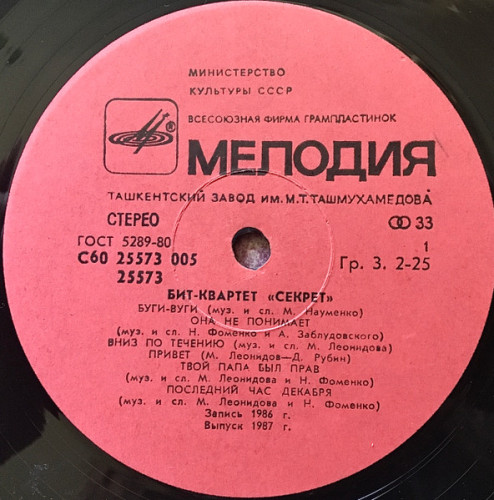 МИНИСТЕРСТВО
КУЛЬТУРЫ СССР
ВСЕСОЮЗНАЯ ФИРМА ГРАМПЛАСТИНОК
®
МЕЛОДИЯ
ТАШКЕНТСКИЙ ЗАВОД ИМ. М.Т. ТАШМУХАМЕДОВА
СТЕРЕО
33
ГОСТ 5289-80
1
С60 25573 005
Гр. 3. 2-25
25573
БИТ-КВАРТЕТ «СЕКРЕТ»
БУГИ-ВУГИ (муз. и сл. М. Науменко)
ОНА НЕ ПОНИМАЕТ
(муз. и сл. Н. Фоменко и А. Заблудовского)
ВНИЗ ПО ТЕЧЕНИЮ (муз. и сл. М. Леонидова)
ПРИВЕТ (М. Леонидов—Д. Рубин)
ТВОЙ ПАПА БЫЛ ПРАВ
(муз. и сл. М. Леонидова и Н. Фоменко)
ПОСЛЕДНИЙ ЧАС ДЕКАБРЯ
(муз. и сл. М. Леонидова и Н. Фоменко)
Запись 1986 г.
Выпуск 1987 г.